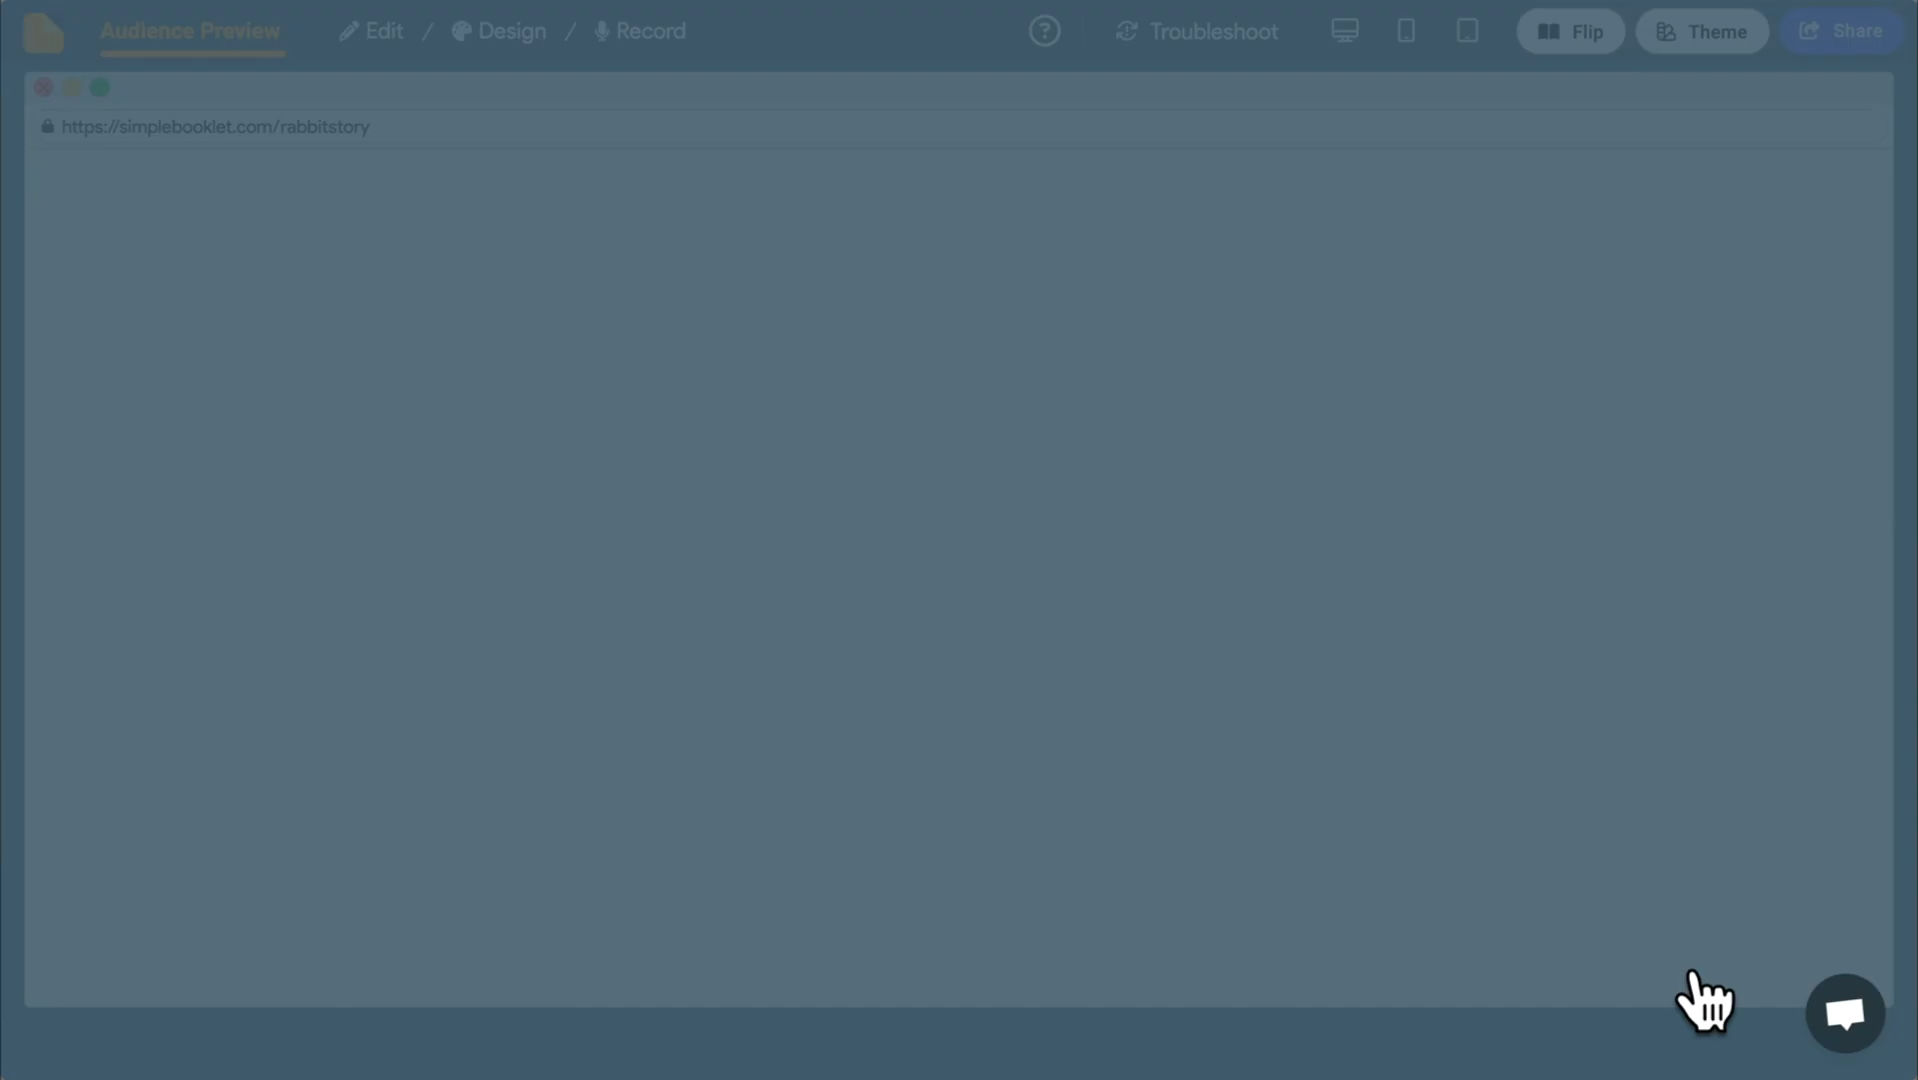 Audience Preview Edit / Design / Record ? Troubleshoot Flip Theme Share
https://simplebooklet.com/rabbitstory